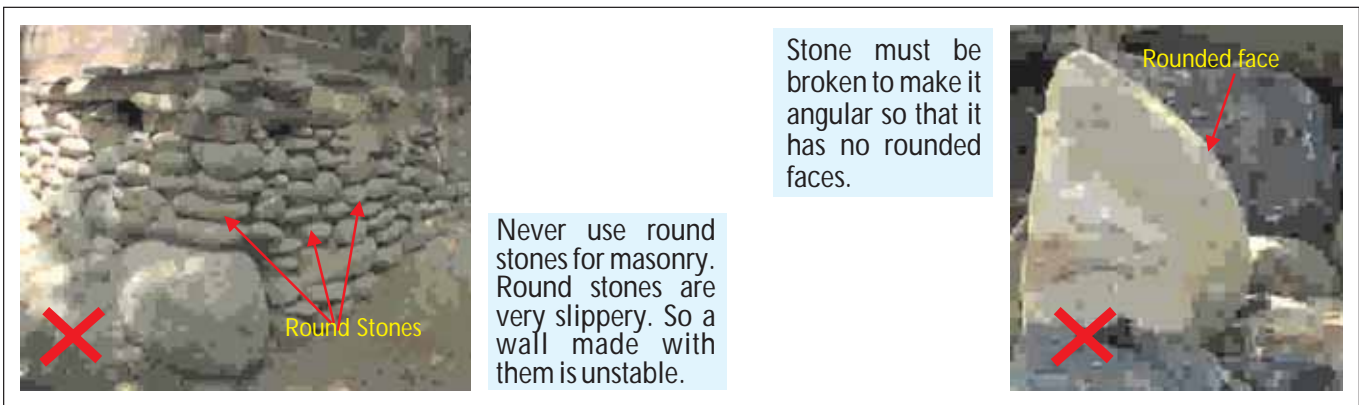 Round Stones
Never use round
stones for masonry.
Round stones are
very slippery. So a
wall made with
them is unstable.
Stone must be
broken to make it
angular so that it
has no rounded
faces.
Rounded face